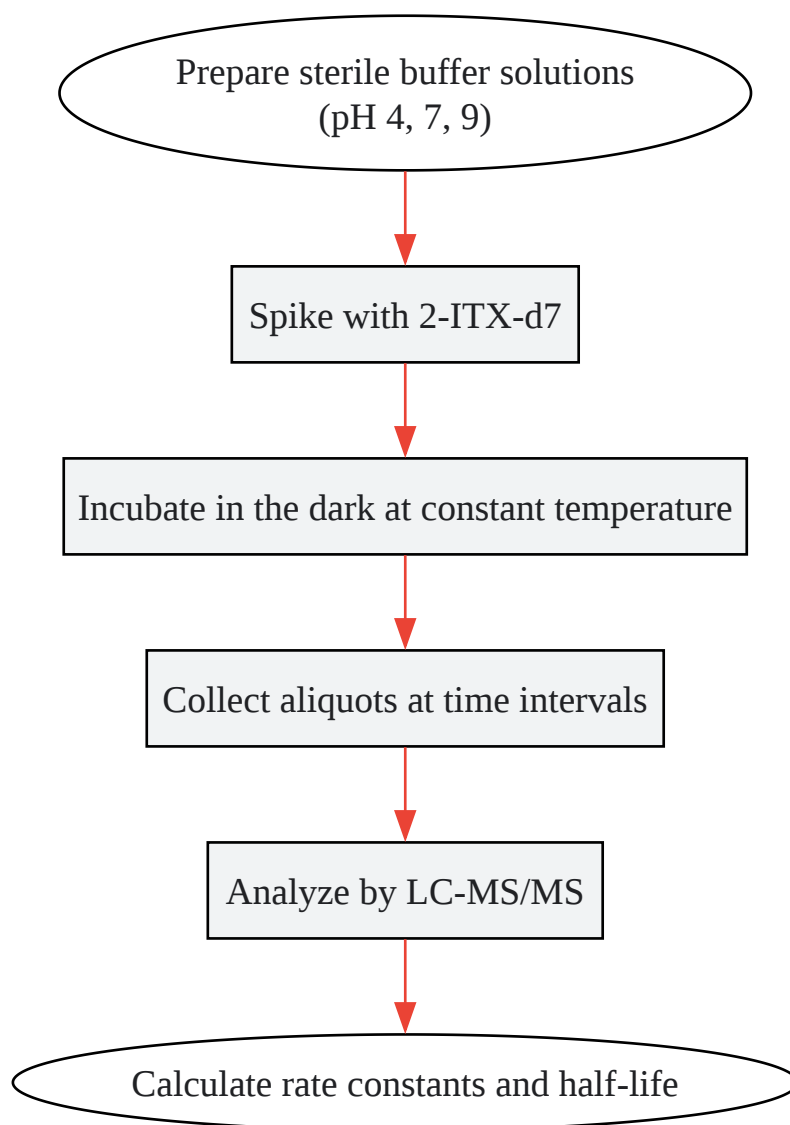 Prepare sterile buffer solutions
(pH 4, 7, 9)
Spike with 2-ITX-d7
Incubate in the dark at constant temperature
Collect aliquots at time intervals
Analyze by LC-MS/MS
Calculate rate constants and half-life